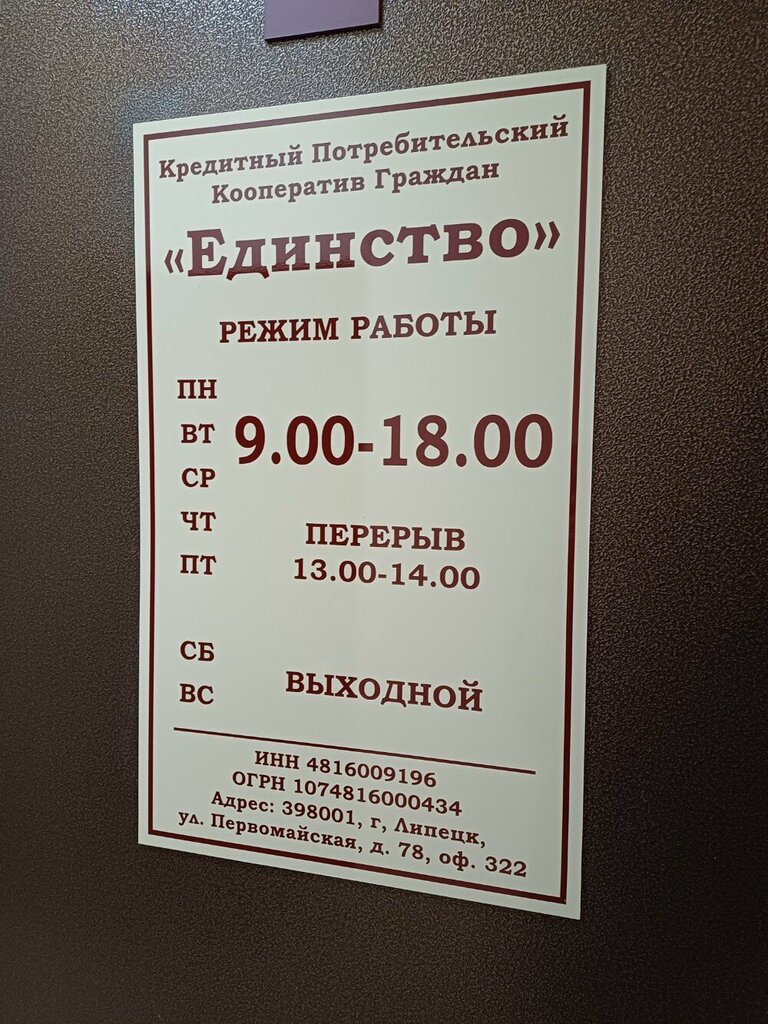 Кредитный Потребительский
Кооператив Граждан
«Единство»
РЕЖИМ РАБОТЫ
ПН
ВТ 9.00-18.00
СР
ЧТ ПЕРЕРЫВ
ПТ 13.00-14.00
СБ
ВС ВЫХОДНОЙ
ИНН 4816009196
ОГРН 1074816000434
Адрес: 398001, г, Липецк,
ул. Первомайская, д. 78, оф. 322